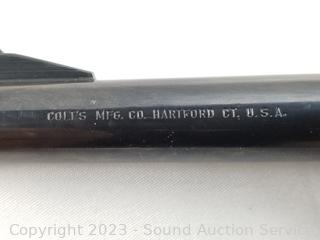 COLT'S MFG. CO. HARTFORD CT. U.S.A.
© Copyright 2023 - Sound Auction Service